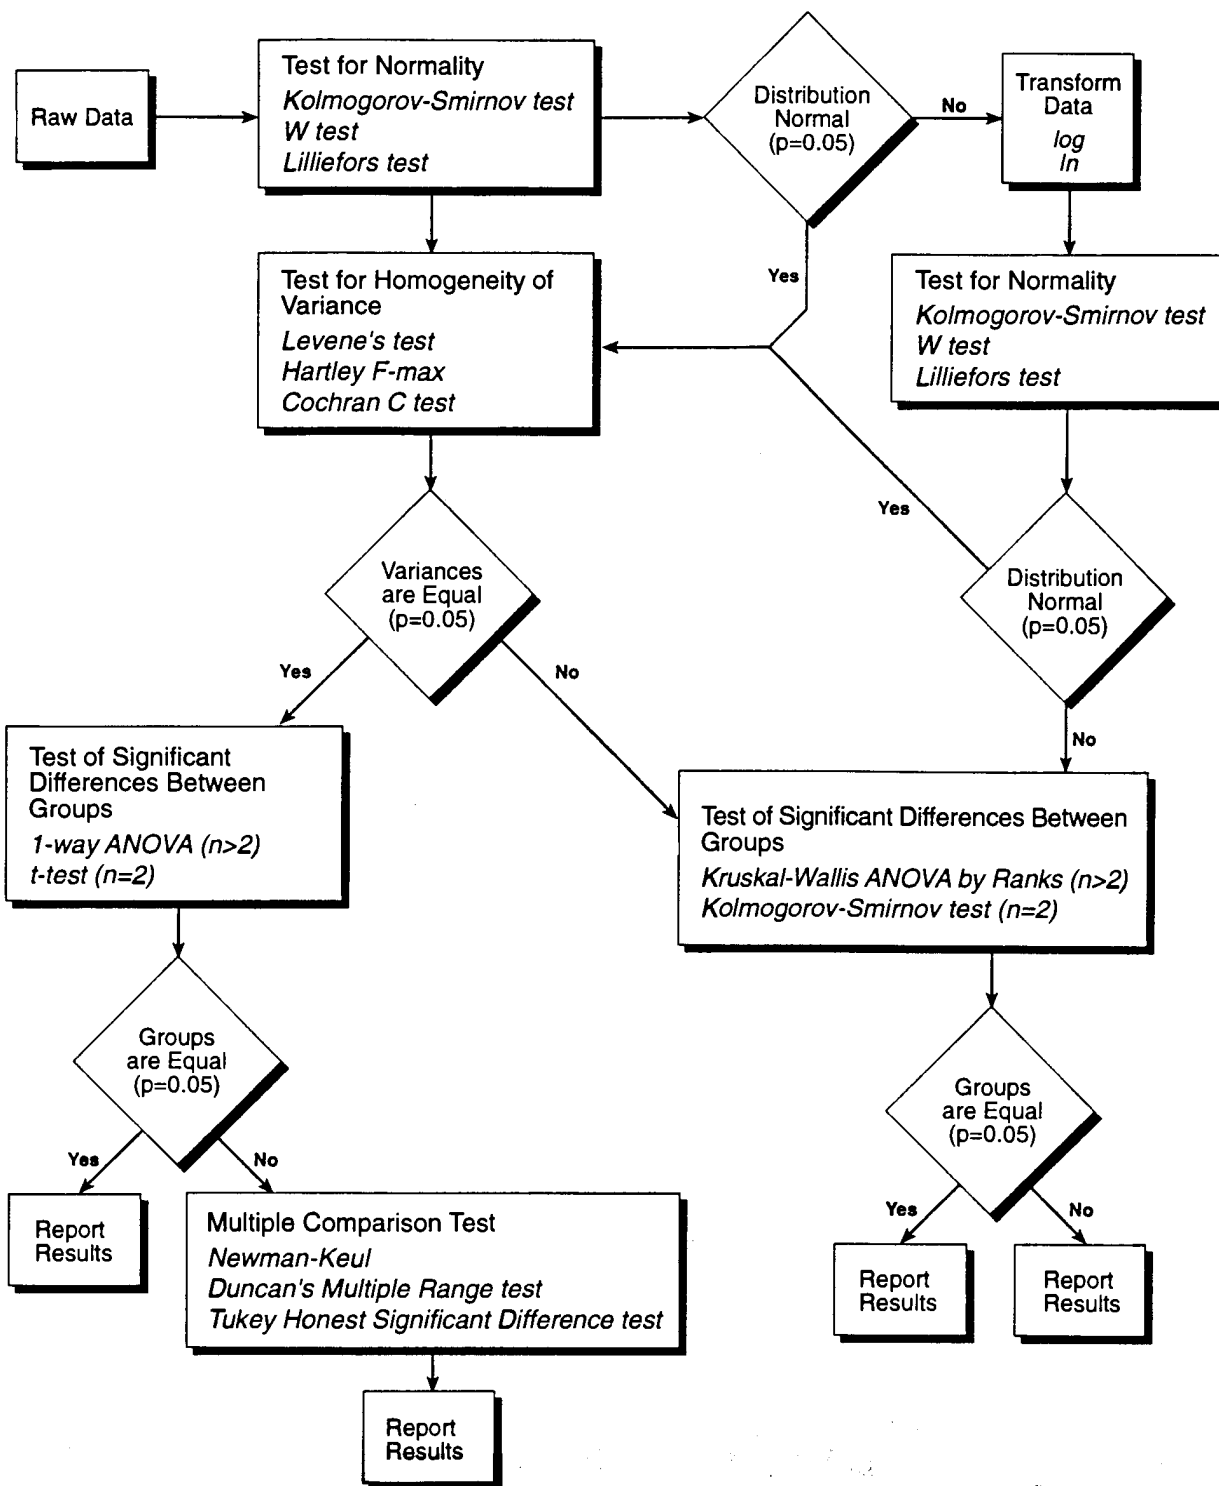 Raw Data
Test for Normality
Kolmogorov-Smirnov test
W test
Lilliefors test
Distribution
Normal
(p=0.05)
No
Transform
Data
log
ln
Yes
Test for Homogeneity of
Variance
Levene's test
Hartley F-max
Cochran C test
Test for Normality
Kolmogorov-Smirnov test
W test
Lilliefors test
Yes
Variances
are Equal
(p=0.05)
Distribution
Normal
(p=0.05)
Yes
No
No
Test of Significant
Differences Between
Groups
1-way ANOVA (n>2)
t-test (n=2)
Test of Significant Differences Between
Groups
Kruskal-Wallis ANOVA by Ranks (n>2)
Kolmogorov-Smirnov test (n=2)
Groups
are Equal
(p=0.05)
Groups
are Equal
(p=0.05)
Yes
No
Report
Results
Multiple Comparison Test
Newman-Keul
Duncan's Multiple Range test
Tukey Honest Significant Difference test
Yes
No
Report
Results
Report
Results
Report
Results